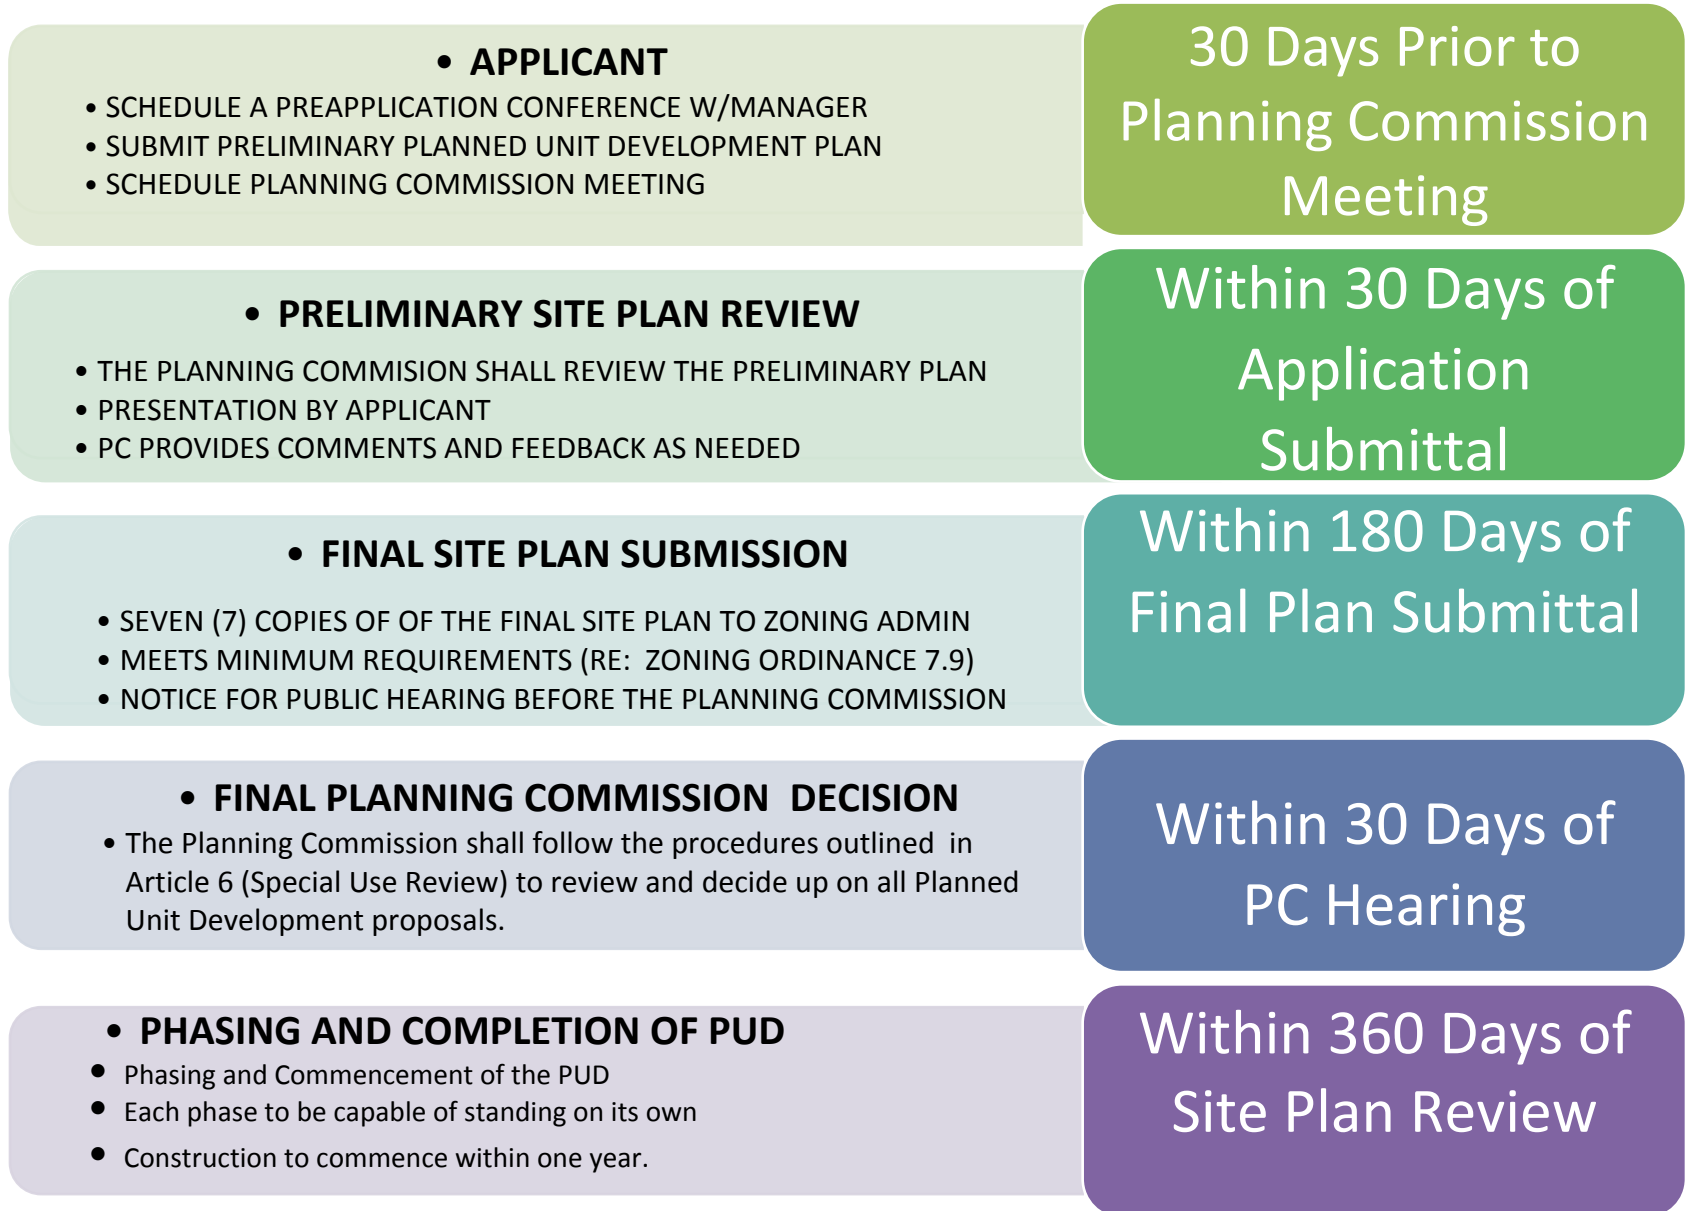 • APPLICANT
• SCHEDULE A PREAPPLICATION CONFERENCE W/MANAGER
• SUBMIT PRELIMINARY PLANNED UNIT DEVELOPMENT PLAN
• SCHEDULE PLANNING COMMISSION MEETING
30 Days Prior to
Planning Commission
Meeting
• PRELIMINARY SITE PLAN REVIEW
• THE PLANNING COMMISION SHALL REVIEW THE PRELIMINARY PLAN
• PRESENTATION BY APPLICANT
• PC PROVIDES COMMENTS AND FEEDBACK AS NEEDED
Within 30 Days of
Application
Submittal
• FINAL SITE PLAN SUBMISSION
• SEVEN (7) COPIES OF OF THE FINAL SITE PLAN TO ZONING ADMIN
• MEETS MINIMUM REQUIREMENTS (RE: ZONING ORDINANCE 7.9)
• NOTICE FOR PUBLIC HEARING BEFORE THE PLANNING COMMISSION
Within 180 Days of
Final Plan Submittal
• FINAL PLANNING COMMISSION DECISION
• The Planning Commission shall follow the procedures outlined in
Article 6 (Special Use Review) to review and decide up on all Planned
Unit Development proposals.
Within 30 Days of
PC Hearing
• PHASING AND COMPLETION OF PUD
• Phasing and Commencement of the PUD
• Each phase to be capable of standing on its own
• Construction to commence within one year.
Within 360 Days of
Site Plan Review